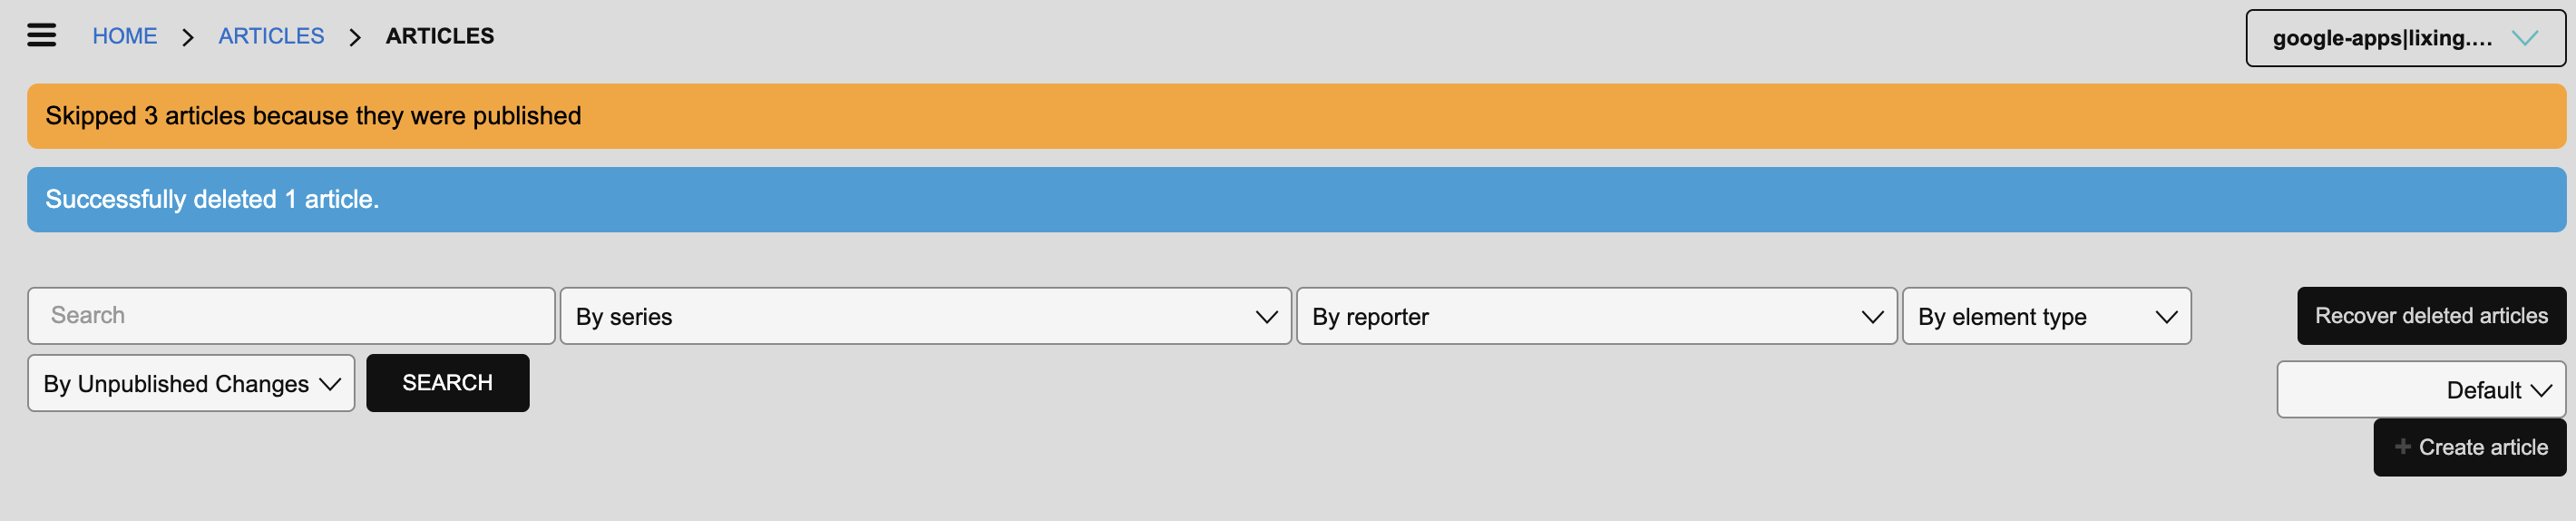 HOME > ARTICLES > ARTICLES
google-apps|lixing....
Skipped 3 articles because they were published
Successfully deleted 1 article.
Search
By series
By reporter
By element type
Recover deleted articles
By Unpublished Changes
SEARCH
Default
+ Create article